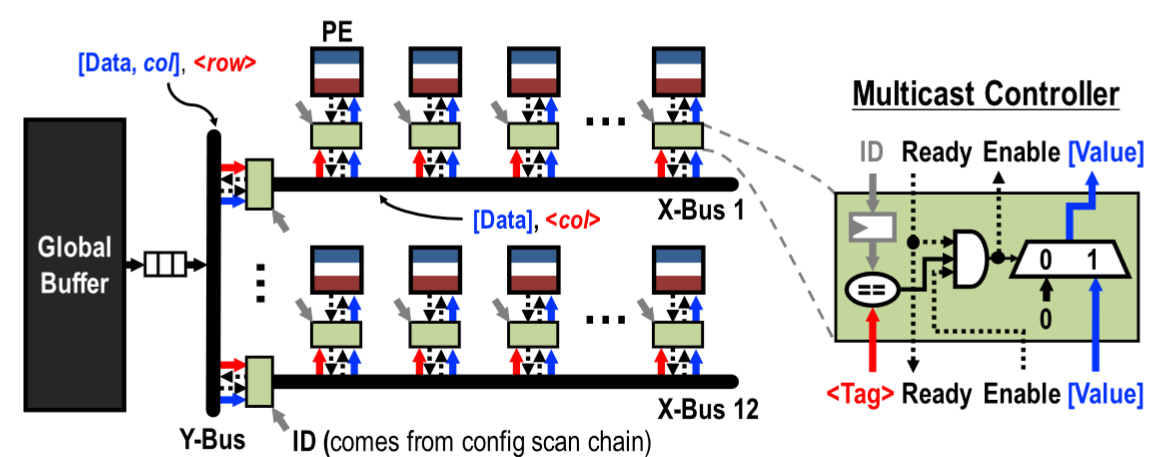 PE
[Data, col], <row>
Multicast Controller
ID Ready Enable [Value]
Global
Buffer
X-Bus 1
[Data], <col>
==
0 1
0
<Tag> Ready Enable [Value]
X-Bus 12
Y-Bus
ID (comes from config scan chain)